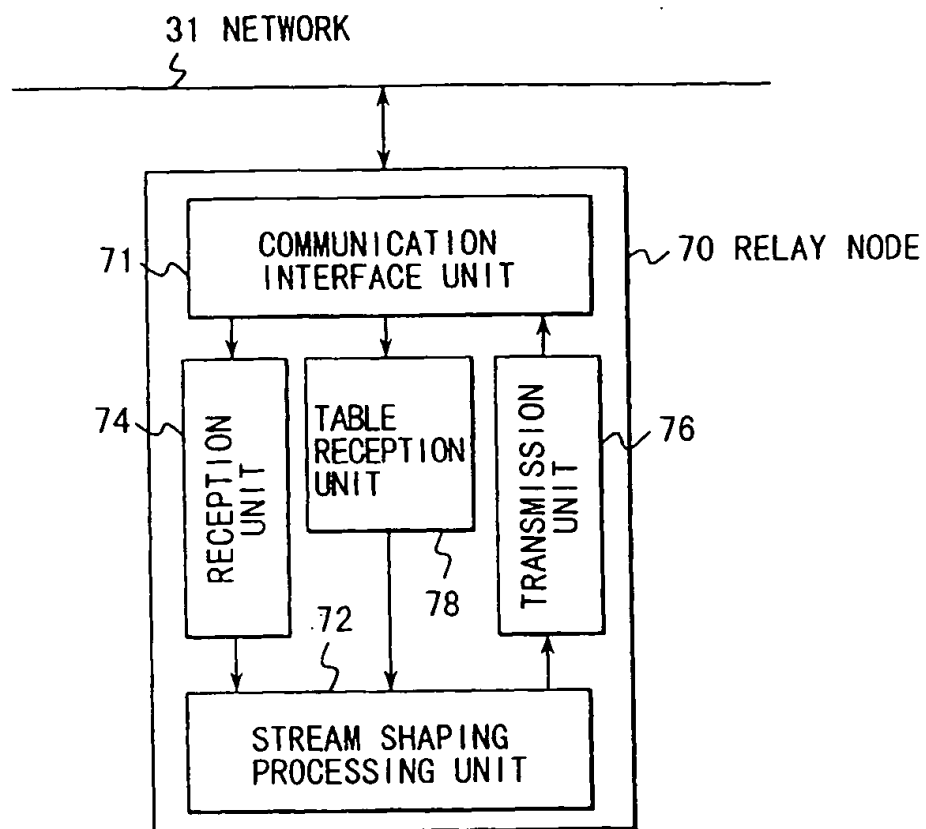 31 NETWORK
COMMUNICATION
INTERFACE UNIT
71
70 RELAY NODE
74
RECEPTION
UNIT
TABLE
RECEPTION
UNIT
TRANSMISSION
UNIT
76
78
72
STREAM SHAPING
PROCESSING UNIT